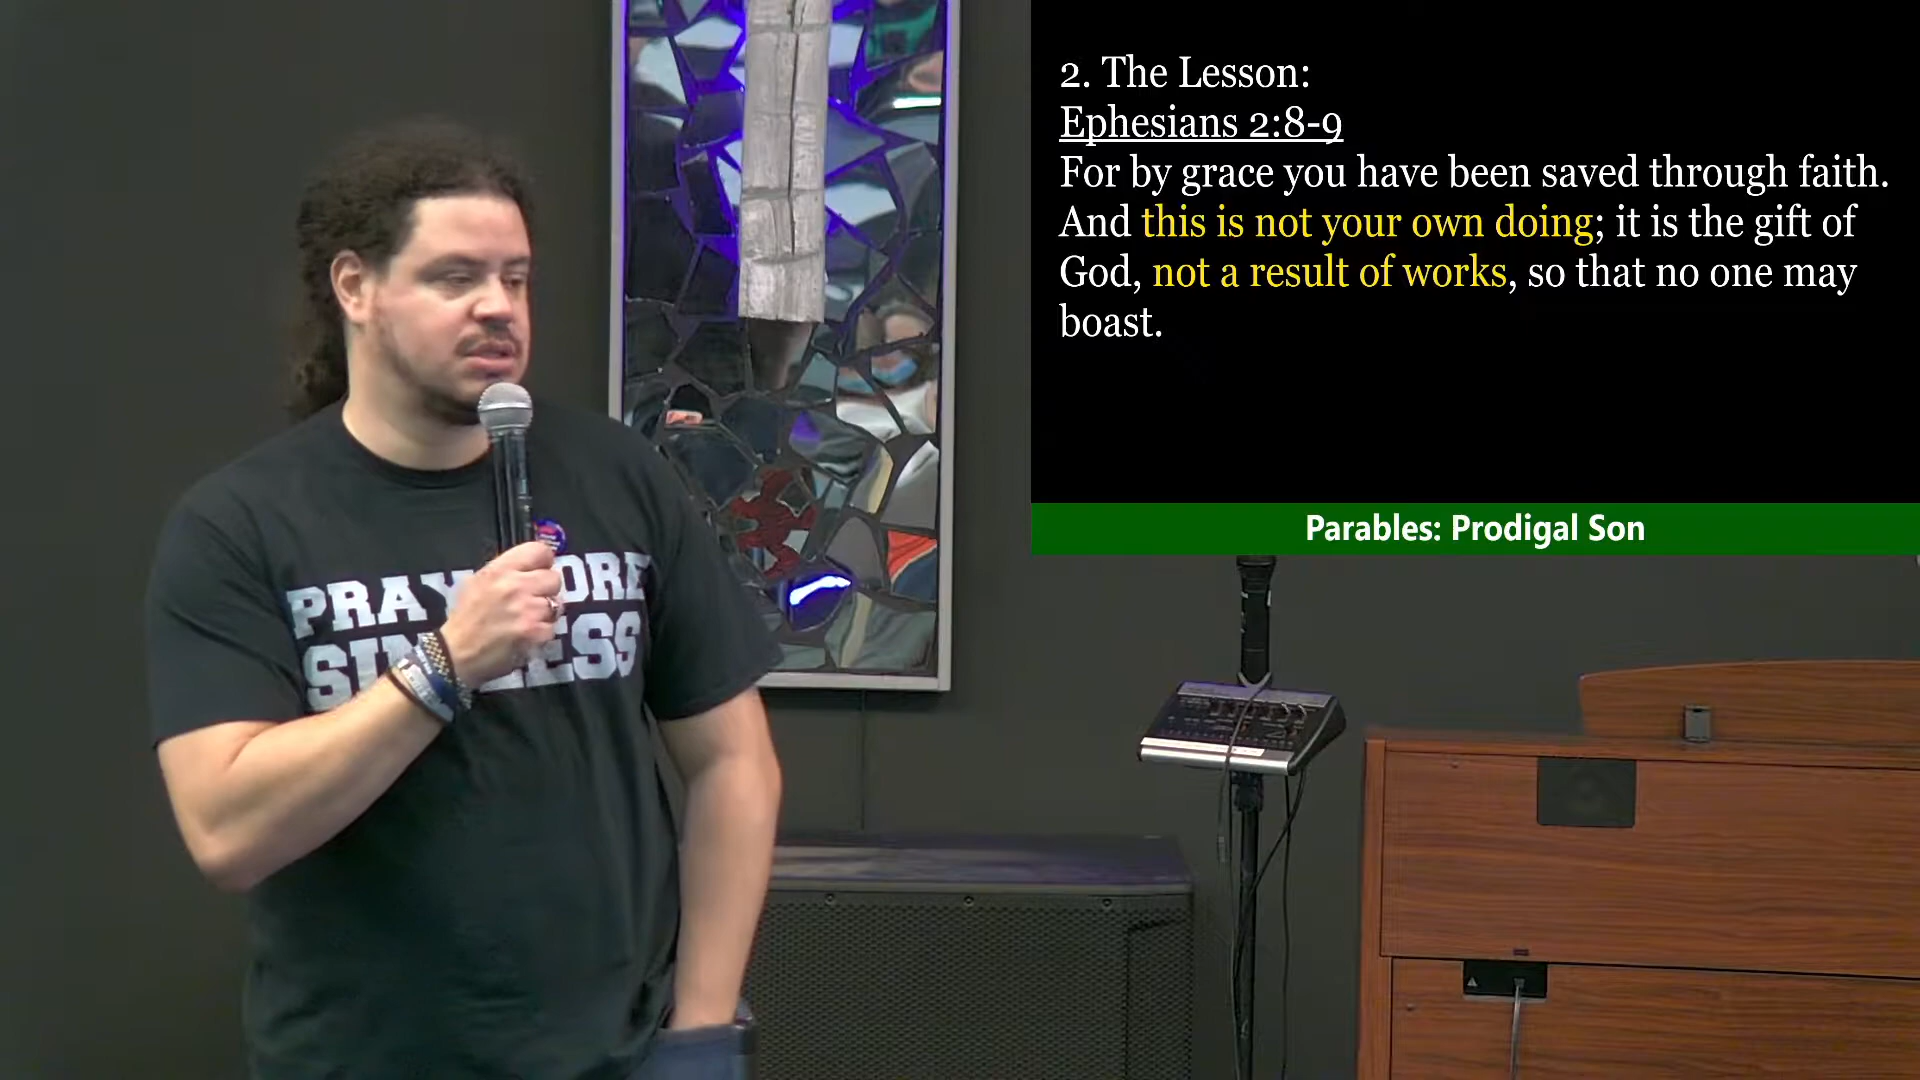 2. The Lesson:
Ephesians 2:8-9
For by grace you have been saved through faith.
And this is not your own doing; it is the gift of
God, not a result of works, so that no one may
boast.
Parables: Prodigal Son
PRAY